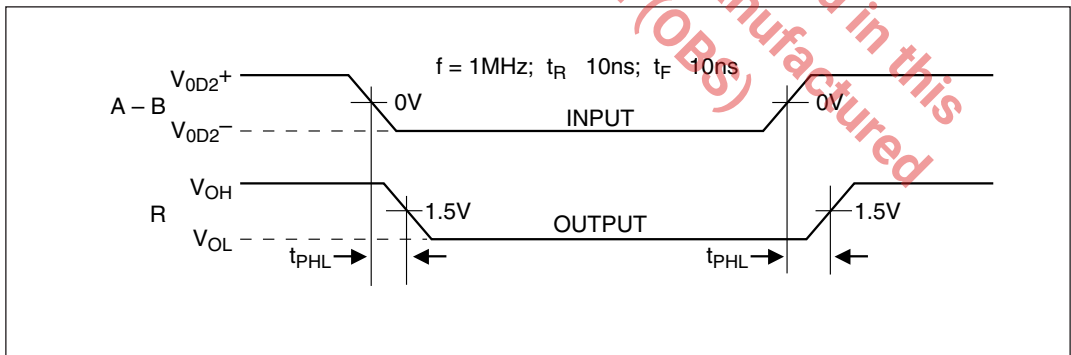 d in this
nufactured
(OBS)
f = 1MHz; tR 10ns; tF 10ns
V0D2+
A – B
0V
0V
V0D2–
INPUT
VOH
R
1.5V
1.5V
VOL
OUTPUT
tPHL
tPHL